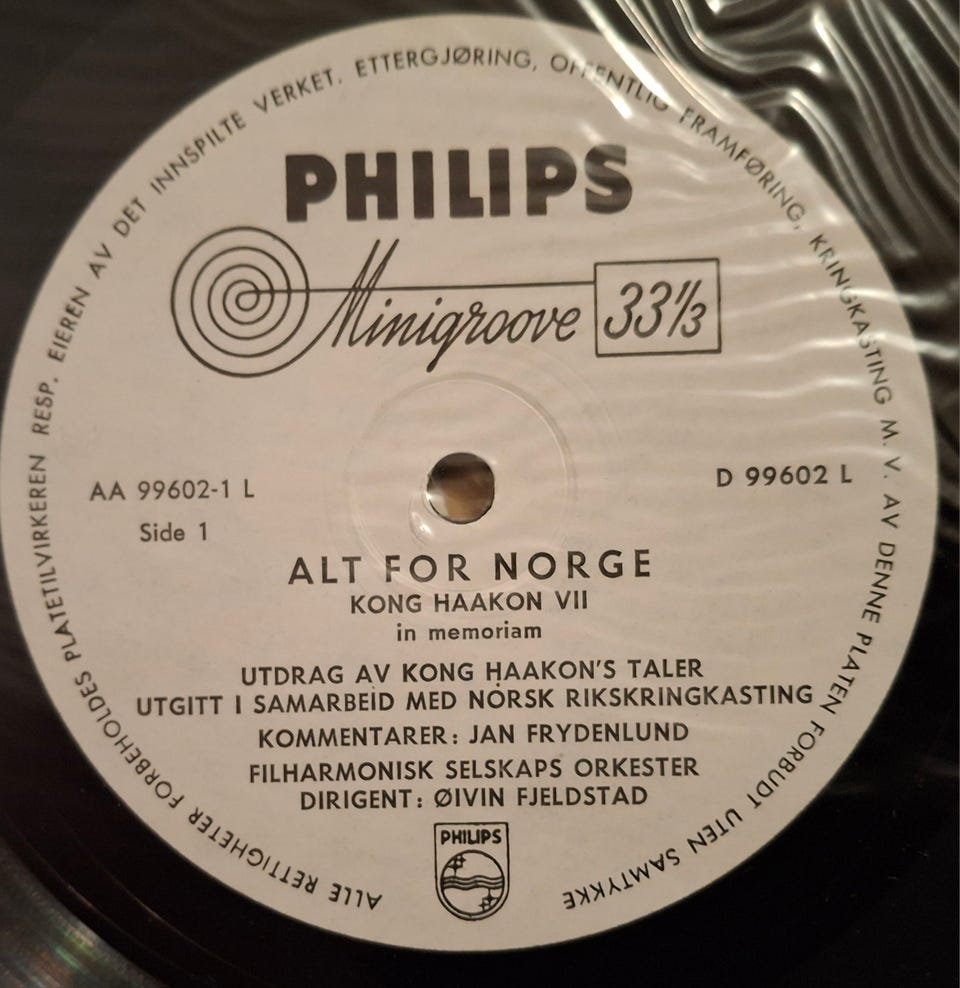 ALLE RETTIGHETER FORBEHOLDES PLATETILVIRKEREN RESP. EIEREN AV DET INNSPILTE VERKET. ETTERGJØRING, OFFENTLIG FRAMFØRING, KRINGKASTING M. V. AV DENNE PLATEN FORBUDT UTEN SAMTYKKE
PHILIPS
Minigroove 33 1/3
AA 99602-1 L
D 99602 L
Side 1
ALT FOR NORGE
KONG HAAKON VII
in memoriam
UTDRAG AV KONG HAAKON'S TALER
UTGITT I SAMARBEID MED NORSK RIKSKRINGKASTING
KOMMENTARER: JAN FRYDENLUND
FILHARMONISK SELSKAPS ORKESTER
DIRIGENT: ØIVIN FJELDSTAD
PHILIPS